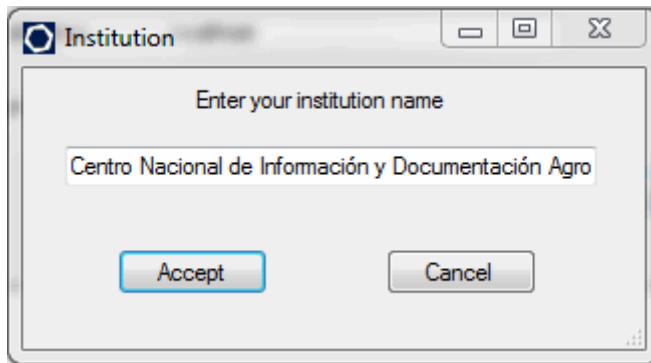 Institution
Enter your institution name
Centro Nacional de Información y Documentación Agro
Accept Cancel